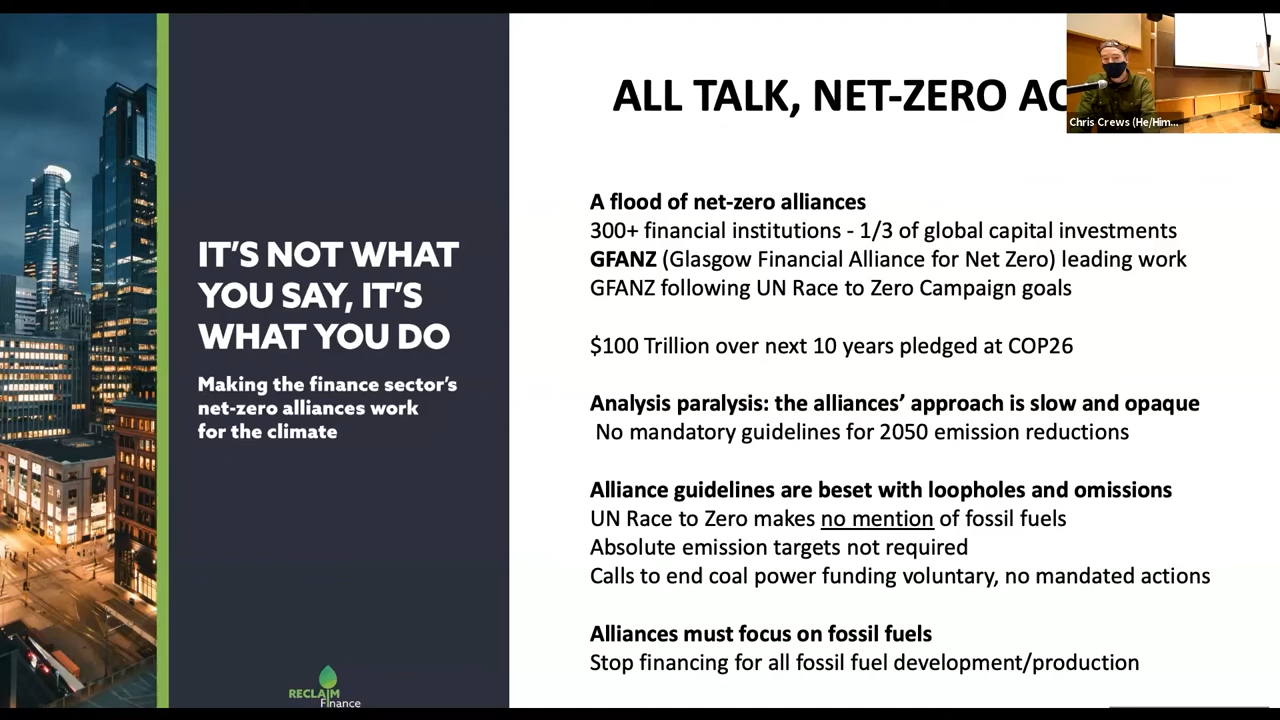 IT'S NOT WHAT
YOU SAY, IT'S
WHAT YOU DO
Making the finance sector's
net-zero alliances work
for the climate
RECLAIM
Finance
ALL TALK, NET-ZERO
Chris Crews (He/Him...
A flood of net-zero alliances
300+ financial institutions - 1/3 of global capital investments
GFANZ (Glasgow Financial Alliance for Net Zero) leading work
GFANZ following UN Race to Zero Campaign goals
$100 Trillion over next 10 years pledged at COP26
Analysis paralysis: the alliances' approach is slow and opaque
No mandatory guidelines for 2050 emission reductions
Alliance guidelines are beset with loopholes and omissions
UN Race to Zero makes no mention of fossil fuels
Absolute emission targets not required
Calls to end coal power funding voluntary, no mandated actions
Alliances must focus on fossil fuels
Stop financing for all fossil fuel development/production